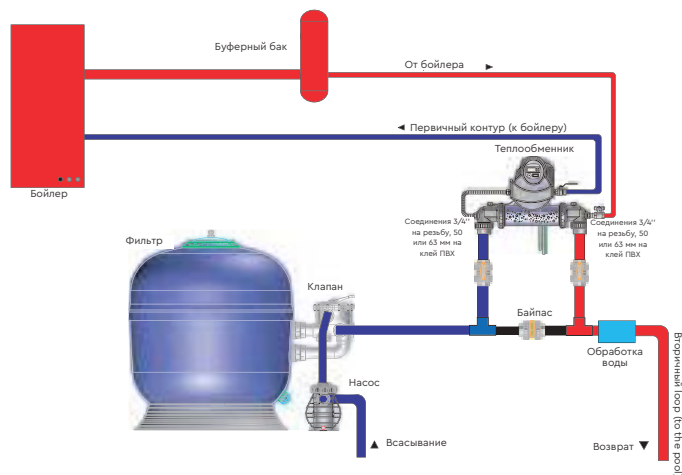 Буферный бак
От бойлера
Первичный контур (к бойлеру)
Теплообменник
Бойлер
Соединения 3/4''
на резьбу, 50
или 63 мм на
клей ПВХ
Соединения 3/4''
на резьбу, 50
или 63 мм на
клей ПВХ
Фильтр
Клапан
Байпас
Обработка
воды
Насос
Всасывание
Возврат
Вторичный loop (to the pool)